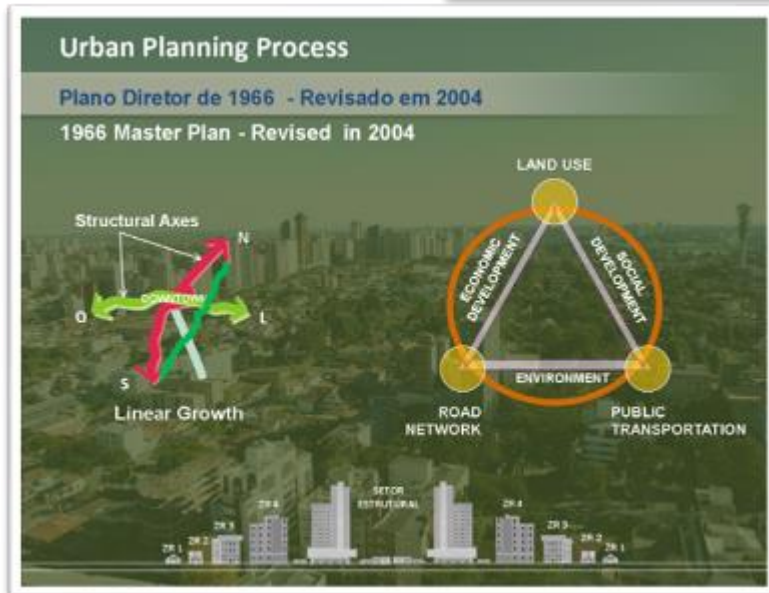 Urban Planning Process
Plano Diretor de 1966 - Revisado em 2004
1966 Master Plan - Revised in 2004
Structural Axes
N
DOWNTOWN
O
L
S
Linear Growth
LAND USE
ECONOMIC
DEVELOPMENT
SOCIAL
DEVELOPMENT
ENVIRONMENT
ROAD
NETWORK
PUBLIC
TRANSPORTATION
SETOR
ESTRUTURAL
ZR 1
ZR 2
ZR 3
ZR 4
ZR 4
ZR 3
ZR 2
ZR 1